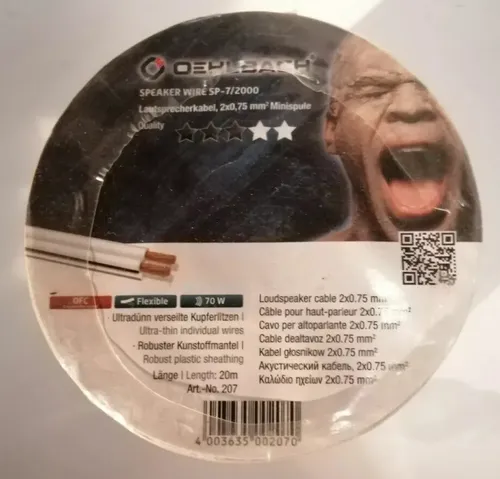 OEHLBACH
SPEAKER WIRE SP-7/2000
Lautsprecherkabel, 2x0,75 mm² Minispule
Quality
OFC
Flexible
70 W
Ultradünn verseilte Kupferlitzen |
Ultra-thin individual wires
Robuster Kunstoffmantel |
Robust plastic sheathing
Länge | Length: 20m
Art.-No. 207
Loudspeaker cable 2x0.75 mm²
Câble pour haut-parieur 2x0.75 mm²
Cavo per altoparlante 2x0.75 mm²
Cable dealtavoz 2x0.75 mm²
Kabel głosnikow 2x0.75 mm²
Акустический кабель, 2x0.75 mm²
Καλώδιο ηχείων 2x0.75 mm²
4 003635 002070